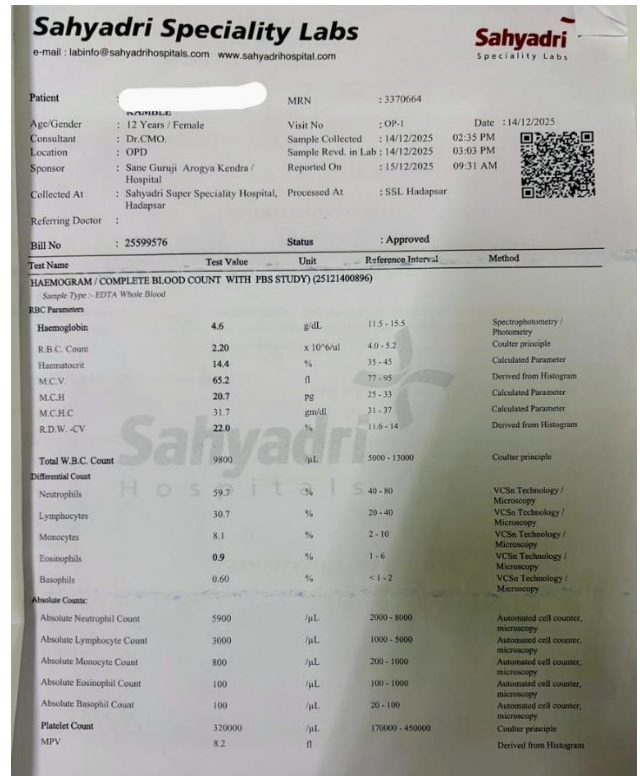 Sahyadri Speciality Labs
e-mail : labinfo@sahyadrihospitals.com www.sahyadrihospital.com
Sahyadri
Speciality Labs
Patient : MRN : 3370664
KAMBLE
Age/Gender : 12 Years / Female Visit No : OP-1 Date : 14/12/2025
Consultant : Dr.CMO. Sample Collected : 14/12/2025 02:35 PM
Location : OPD Sample Revd. in Lab : 14/12/2025 03:03 PM
Sponsor : Sane Guruji Arogya Kendra / Reported On : 15/12/2025 09:31 AM
Hospital
Collected At : Sahyadri Super Speciality Hospital, Processed At : SSL Hadapsar
Hadapsar
Referring Doctor :
Bill No : 25599576 Status : Approved
Test Name Test Value Unit Reference Interval Method
HAEMOGRAM / COMPLETE BLOOD COUNT WITH PBS STUDY) (25121400896)
Sample Type :- EDTA Whole Blood
RBC Parameters
Haemoglobin 4.6 g/dL 11.5 - 15.5 Spectrophotometry /
Photometry
R.B.C. Count 2.20 x 10^6/ul 4.0 - 5.2 Coulter principle
Haematocrit 14.4 % 35 - 45 Calculated Parameter
M.C.V. 65.2 fl 77 - 95 Derived from Histogram
M.C.H 20.7 pg 25 - 33 Calculated Parameter
M.C.H.C 31.7 gm/dl 31 - 37 Calculated Parameter
R.D.W. -CV 22.0 % 11.6 - 14 Derived from Histogram
Sahyadri
Hospitals
Total W.B.C. Count 9800 /µL 5000 - 13000 Coulter principle
Differential Count
Neutrophils 59.7 % 40 - 80 VCSn Technology /
Microscopy
Lymphocytes 30.7 % 20 - 40 VCSn Technology /
Microscopy
Monocytes 8.1 % 2 - 10 VCSn Technology /
Microscopy
Eosinophils 0.9 % 1 - 6 VCSn Technology /
Microscopy
Basophils 0.60 % < 1 - 2 VCSn Technology /
Microscopy
Absolute Counts:
Absolute Neutrophil Count 5900 /µL 2000 - 8000 Automated cell counter,
microscopy
Absolute Lymphocyte Count 3000 /µL 1000 - 5000 Automated cell counter,
microscopy
Absolute Monocyte Count 800 /µL 200 - 1000 Automated cell counter,
microscopy
Absolute Eosinophil Count 100 /µL 100 - 1000 Automated cell counter,
microscopy
Absolute Basophil Count 100 /µL 20 - 100 Automated cell counter,
microscopy
Platelet Count 320000 /µL 170000 - 450000 Coulter principle
MPV 8.2 fl Derived from Histogram